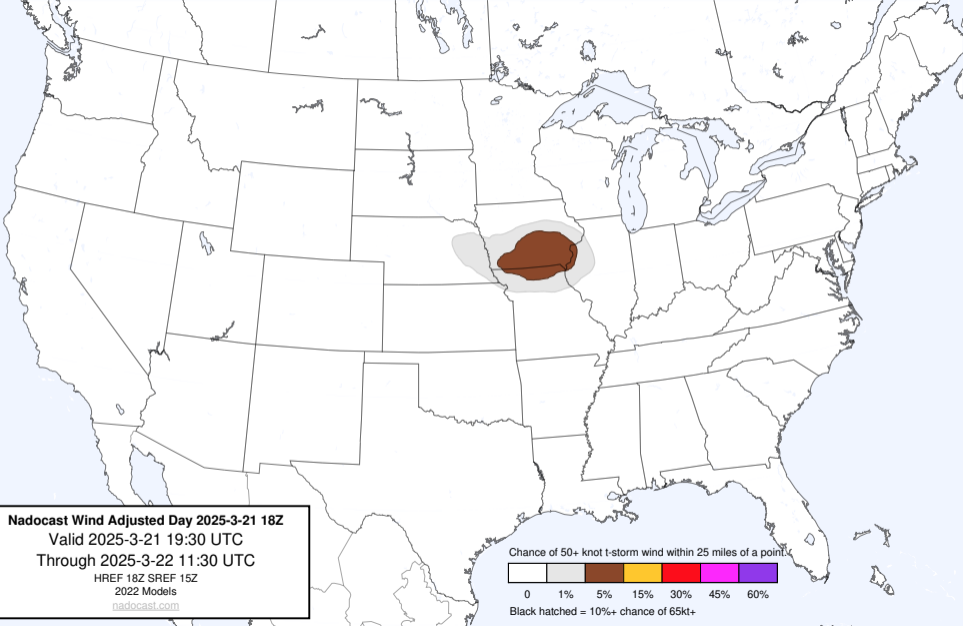 Nadocast Wind Adjusted Day 2025-3-21 18Z
Valid 2025-3-21 19:30 UTC
Through 2025-3-22 11:30 UTC
HREF 18Z SREF 15Z
2022 Models
nadocast.com
Chance of 50+ knot t-storm wind within 25 miles of a point.
0 1% 5% 15% 30% 45% 60%
Black hatched = 10%+ chance of 65kt+